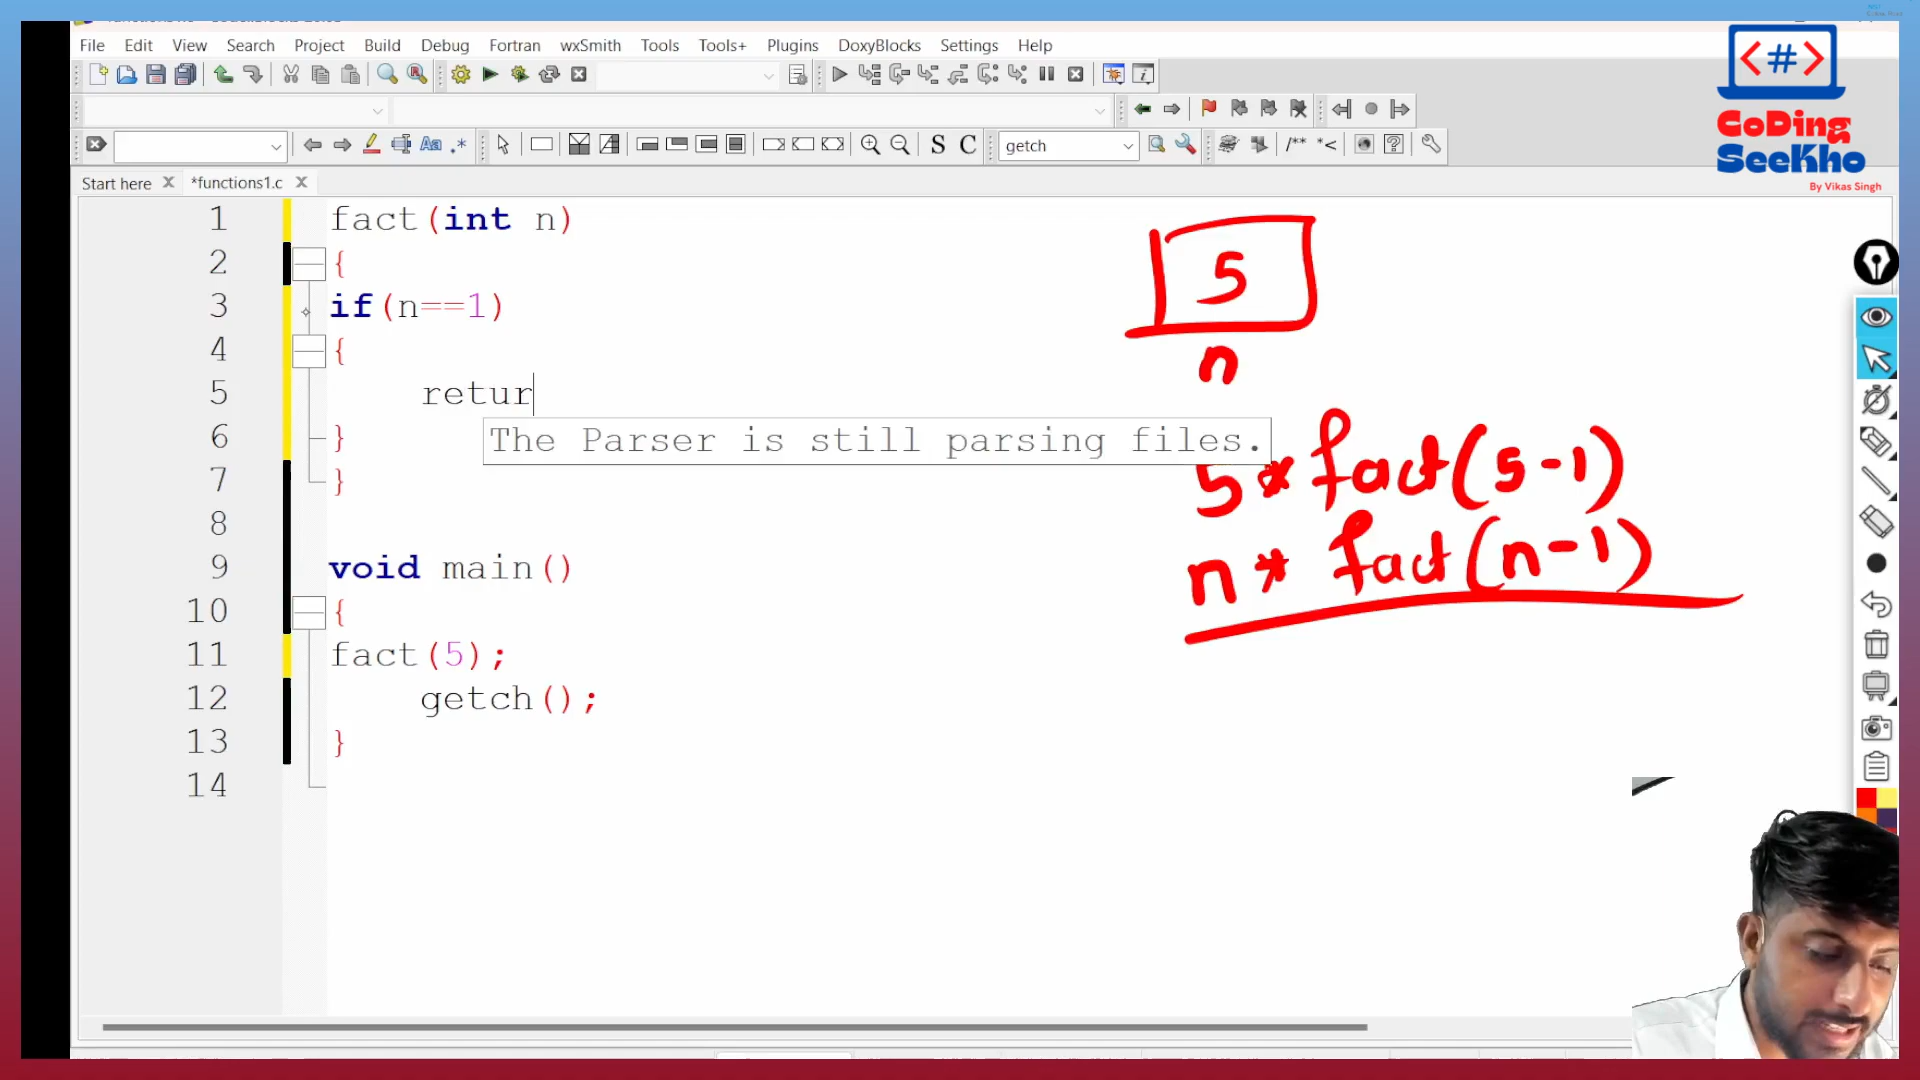 File Edit View Search Project Build Debug Fortran wxSmith Tools Tools+ Plugins DoxyBlocks Settings Help
<#>
CoDing
SeeKho
By Vikas Singh
S C getch /** *<
Start here *functions1.c
1 fact(int n)
2 {
3 if(n==1)
4 {
5 retur
6 }
The Parser is still parsing files.
7 }
8
9 void main()
10 {
11 fact(5);
12 getch();
13 }
14
5
n
5*fact(5-1)
n* fact(n-1)